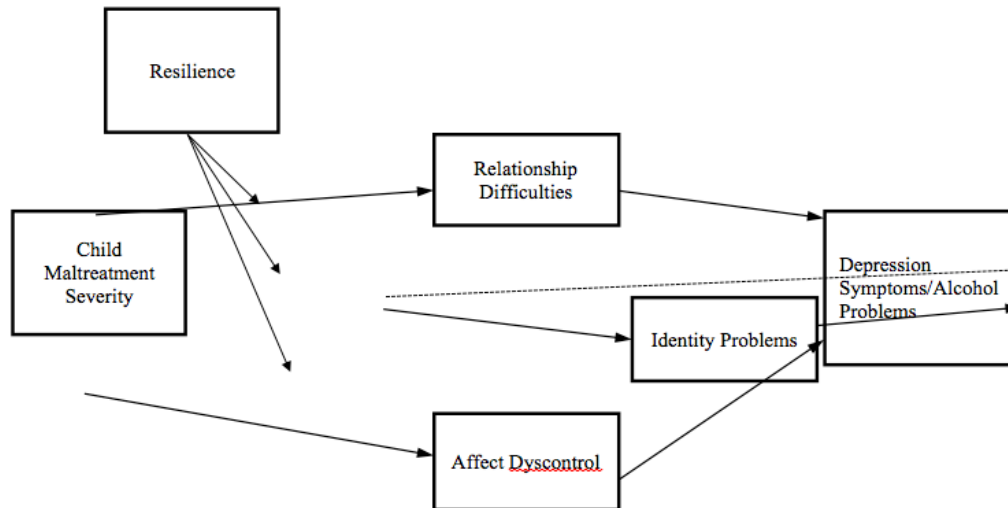 Resilience
Relationship
Difficulties
Child
Maltreatment
Severity
Depression
Symptoms/Alcohol
Problems
Identity Problems
Affect Dyscontrol